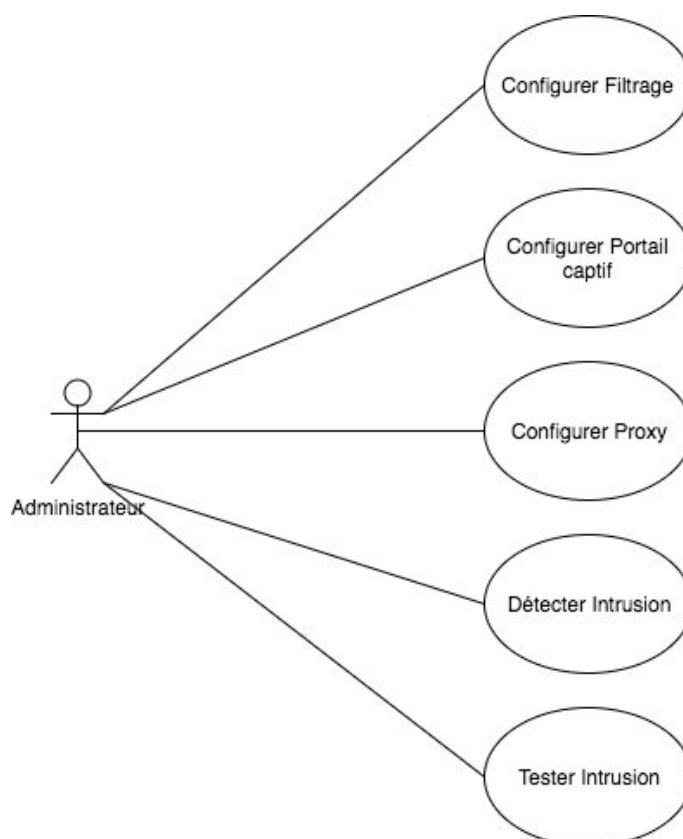 Configurer Filtrage
Configurer Portail
captif
Configurer Proxy
Administrateur
Détecter Intrusion
Tester Intrusion